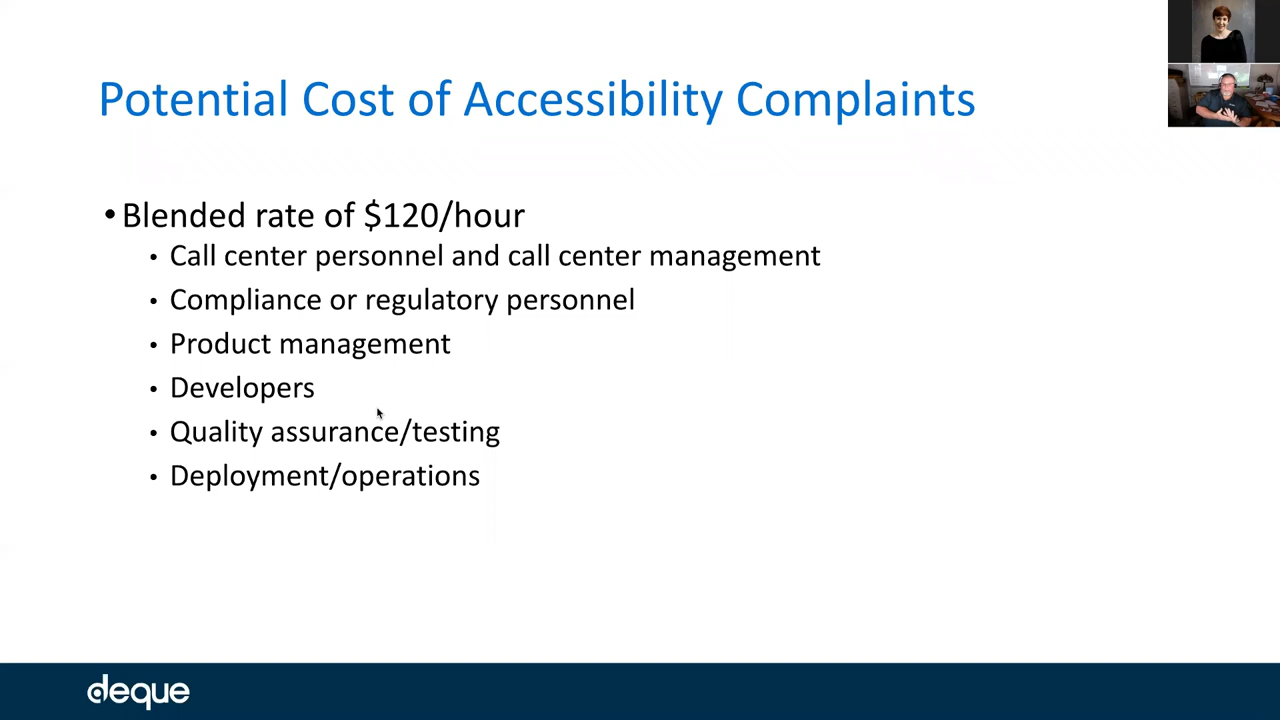 Potential Cost of Accessibility Complaints
•Blended rate of $120/hour
• Call center personnel and call center management
• Compliance or regulatory personnel
• Product management
• Developers
• Quality assurance/testing
• Deployment/operations
deque